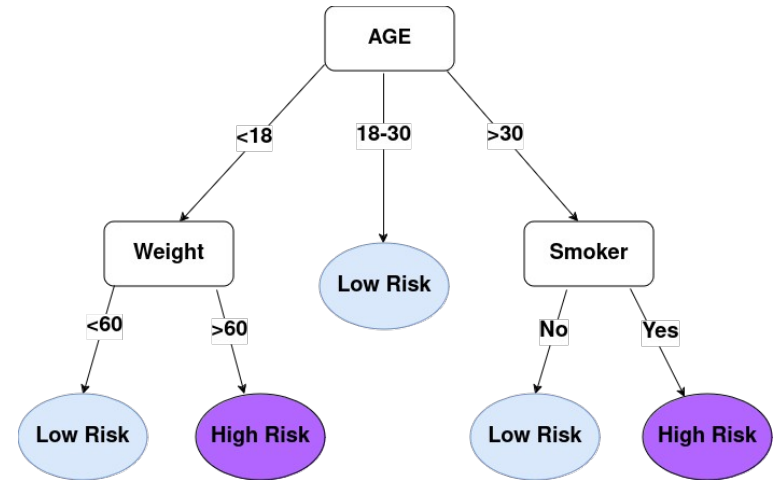 AGE
<18
18-30
>30
Weight
Smoker
Low Risk
<60
>60
No
Yes
Low Risk
High Risk
Low Risk
High Risk